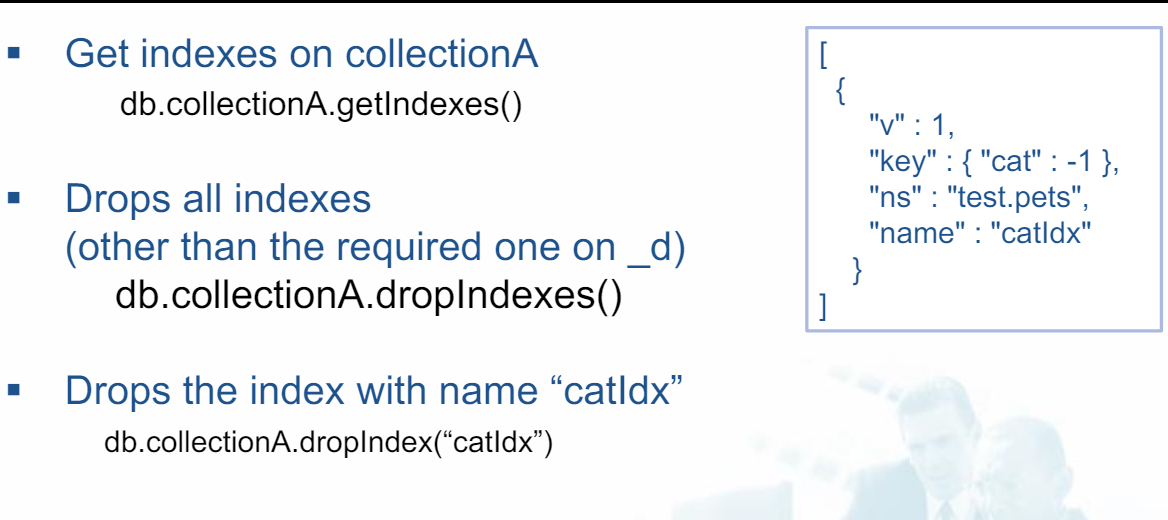 ▪ Get indexes on collectionA
db.collectionA.getIndexes()
▪ Drops all indexes
(other than the required one on _d)
db.collectionA.dropIndexes()
▪ Drops the index with name “catIdx”
db.collectionA.dropIndex(“catIdx”)
[
{
"v" : 1,
"key" : { "cat" : -1 },
"ns" : "test.pets",
"name" : "catIdx"
}
]